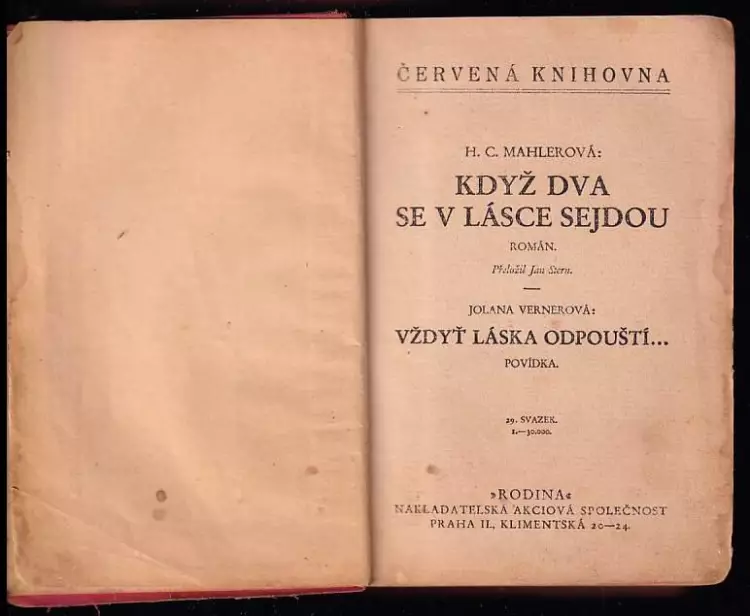 ČERVENÁ KNIHOVNA
H. C. MAHLEROVÁ:
KDYŽ DVA
SE V LÁSCE SEJDOU
ROMÁN.
Přeložil Jan Stern.
JOLANA VERNEROVÁ:
VŽDYŤ LÁSKA ODPOUŠTÍ...
POVÍDKA.
29. SVAZEK.
1.—30.000.
»RODINA«
NAKLADATELSKÁ AKCIOVÁ SPOLEČNOST
PRAHA II., KLIMENTSKÁ 20—24.